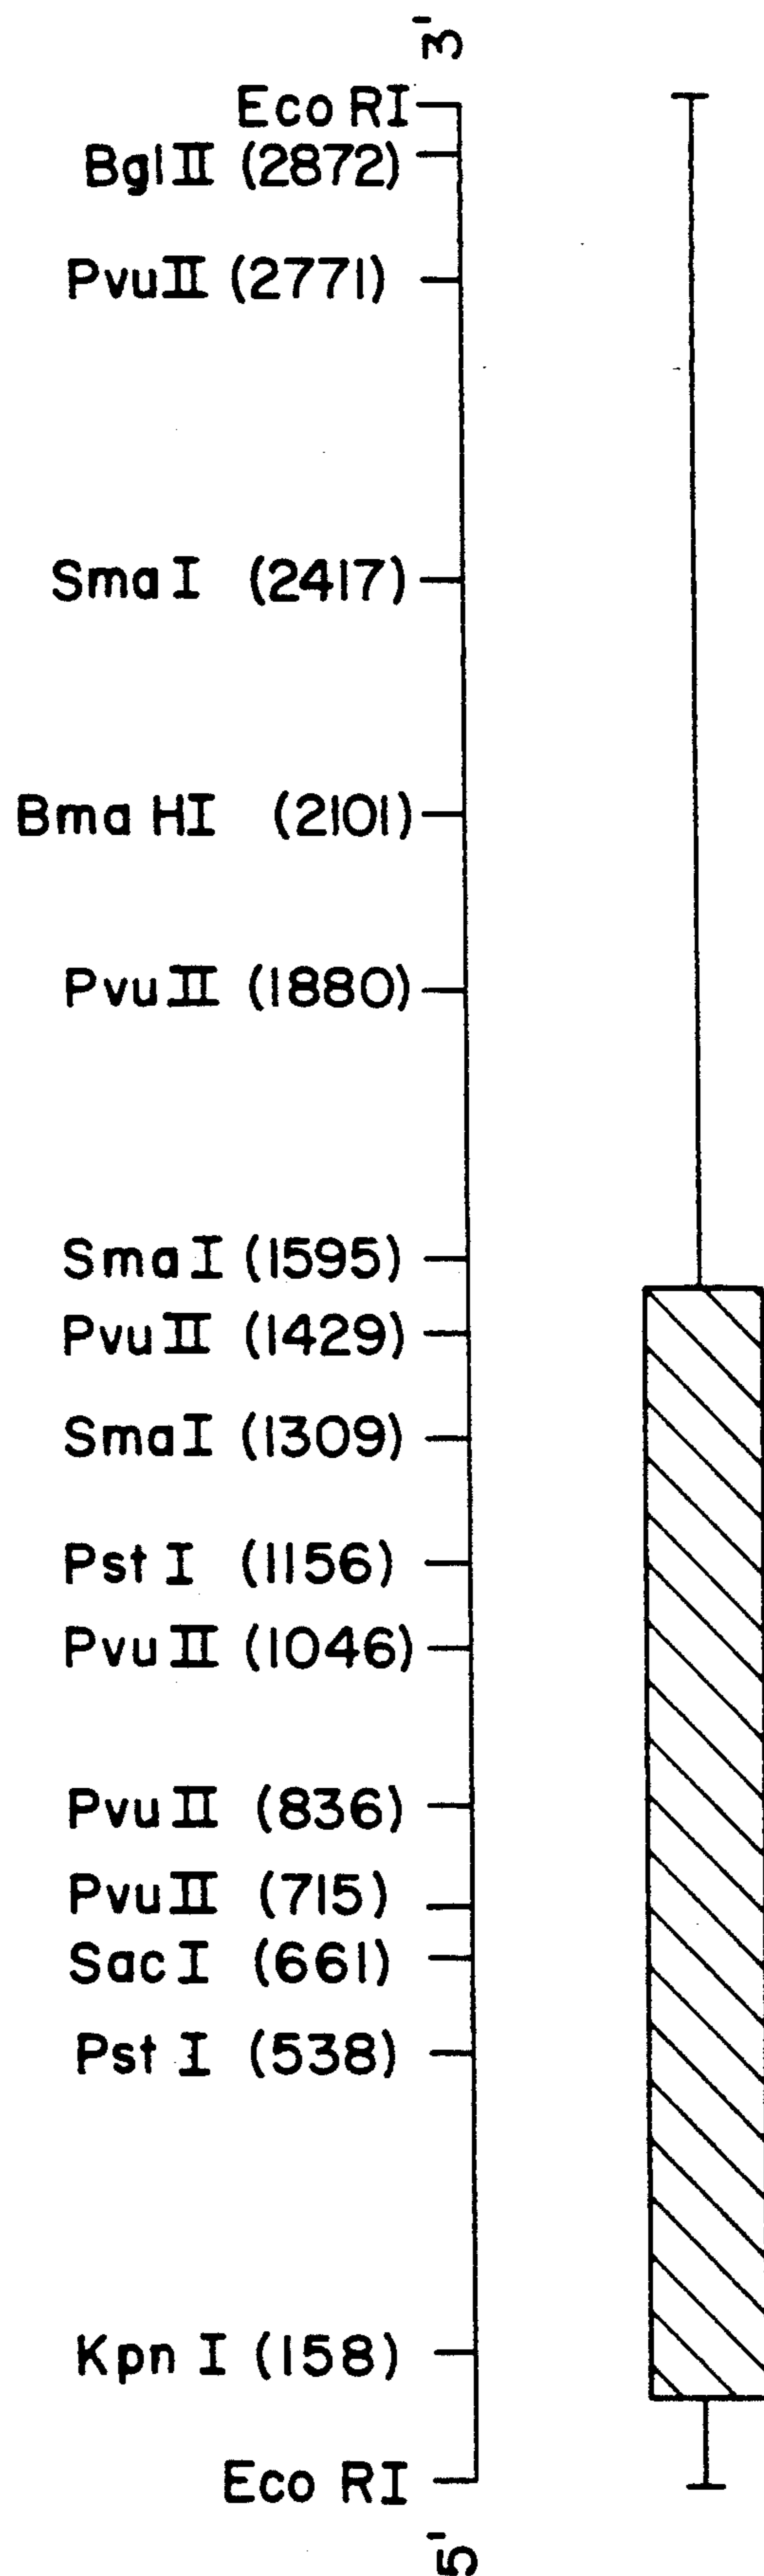 3'
Eco RI
Bgl II (2872)
Pvu II (2771)
Sma I (2417)
Bma HI (2101)
Pvu II (1880)
Sma I (1595)
Pvu II (1429)
Sma I (1309)
Pst I (1156)
Pvu II (1046)
Pvu II (836)
Pvu II (715)
Sac I (661)
Pst I (538)
Kpn I (158)
Eco RI
5'